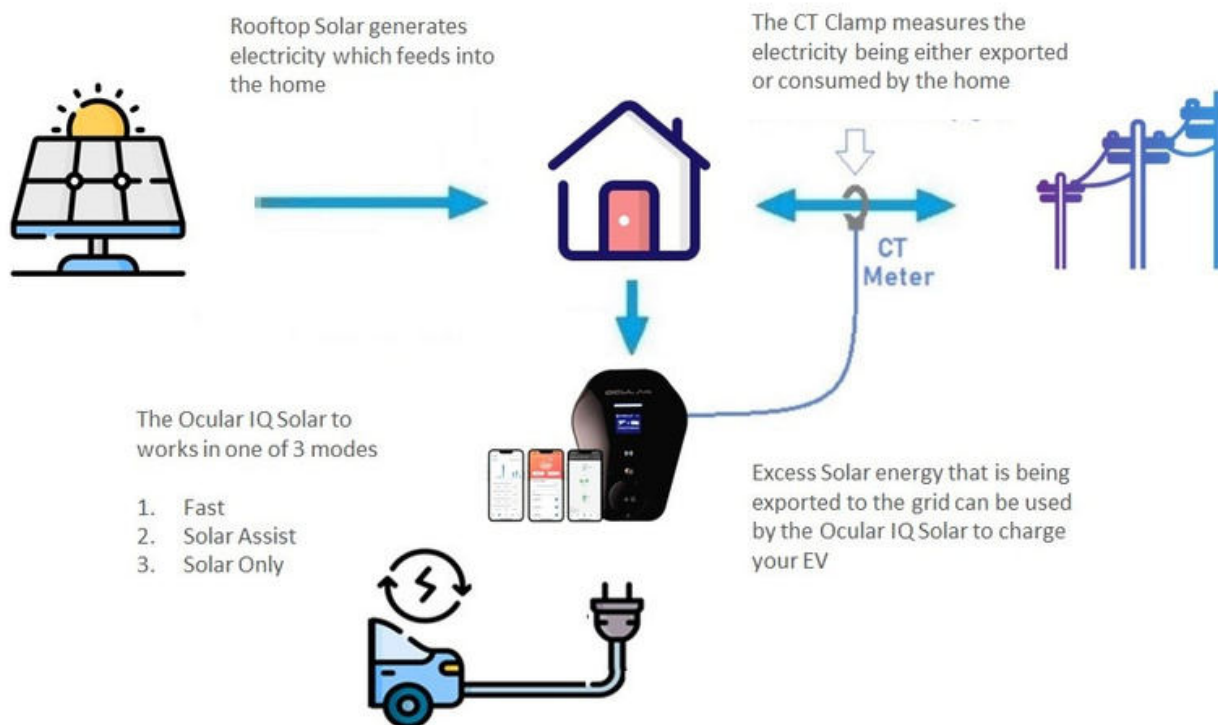 Rooftop Solar generates
electricity which feeds into
the home
The CT Clamp measures the
electricity being either exported
or consumed by the home
CT
Meter
OCULAR
The Ocular IQ Solar to
works in one of 3 modes
1. Fast
2. Solar Assist
3. Solar Only
Excess Solar energy that is being
exported to the grid can be used
by the Ocular IQ Solar to charge
your EV